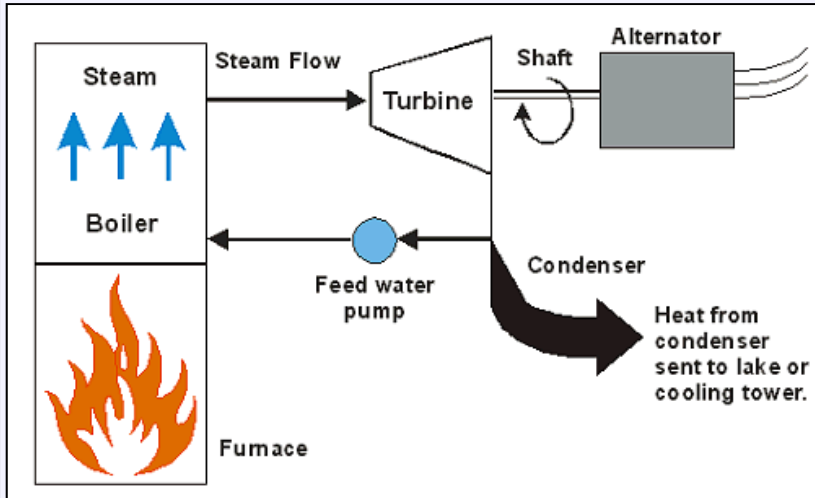 Steam
Boiler
Furnace
Steam Flow
Turbine
Shaft
Alternator
Feed water
pump
Condenser
Heat from
condenser
sent to lake or
cooling tower.